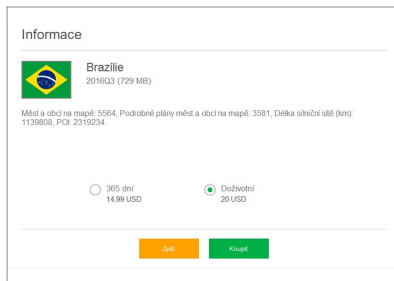 Informace
Brazílie
2016Q3 (729 MB)
Měst a obcí na mapě: 5564, Podrobné plány měst a obcí na mapě: 3581, Délka silniční sítě (km):
1139808, POI: 2319234.
365 dní
14.99 USD
Doživotní
20 USD
Zpět
Koupit